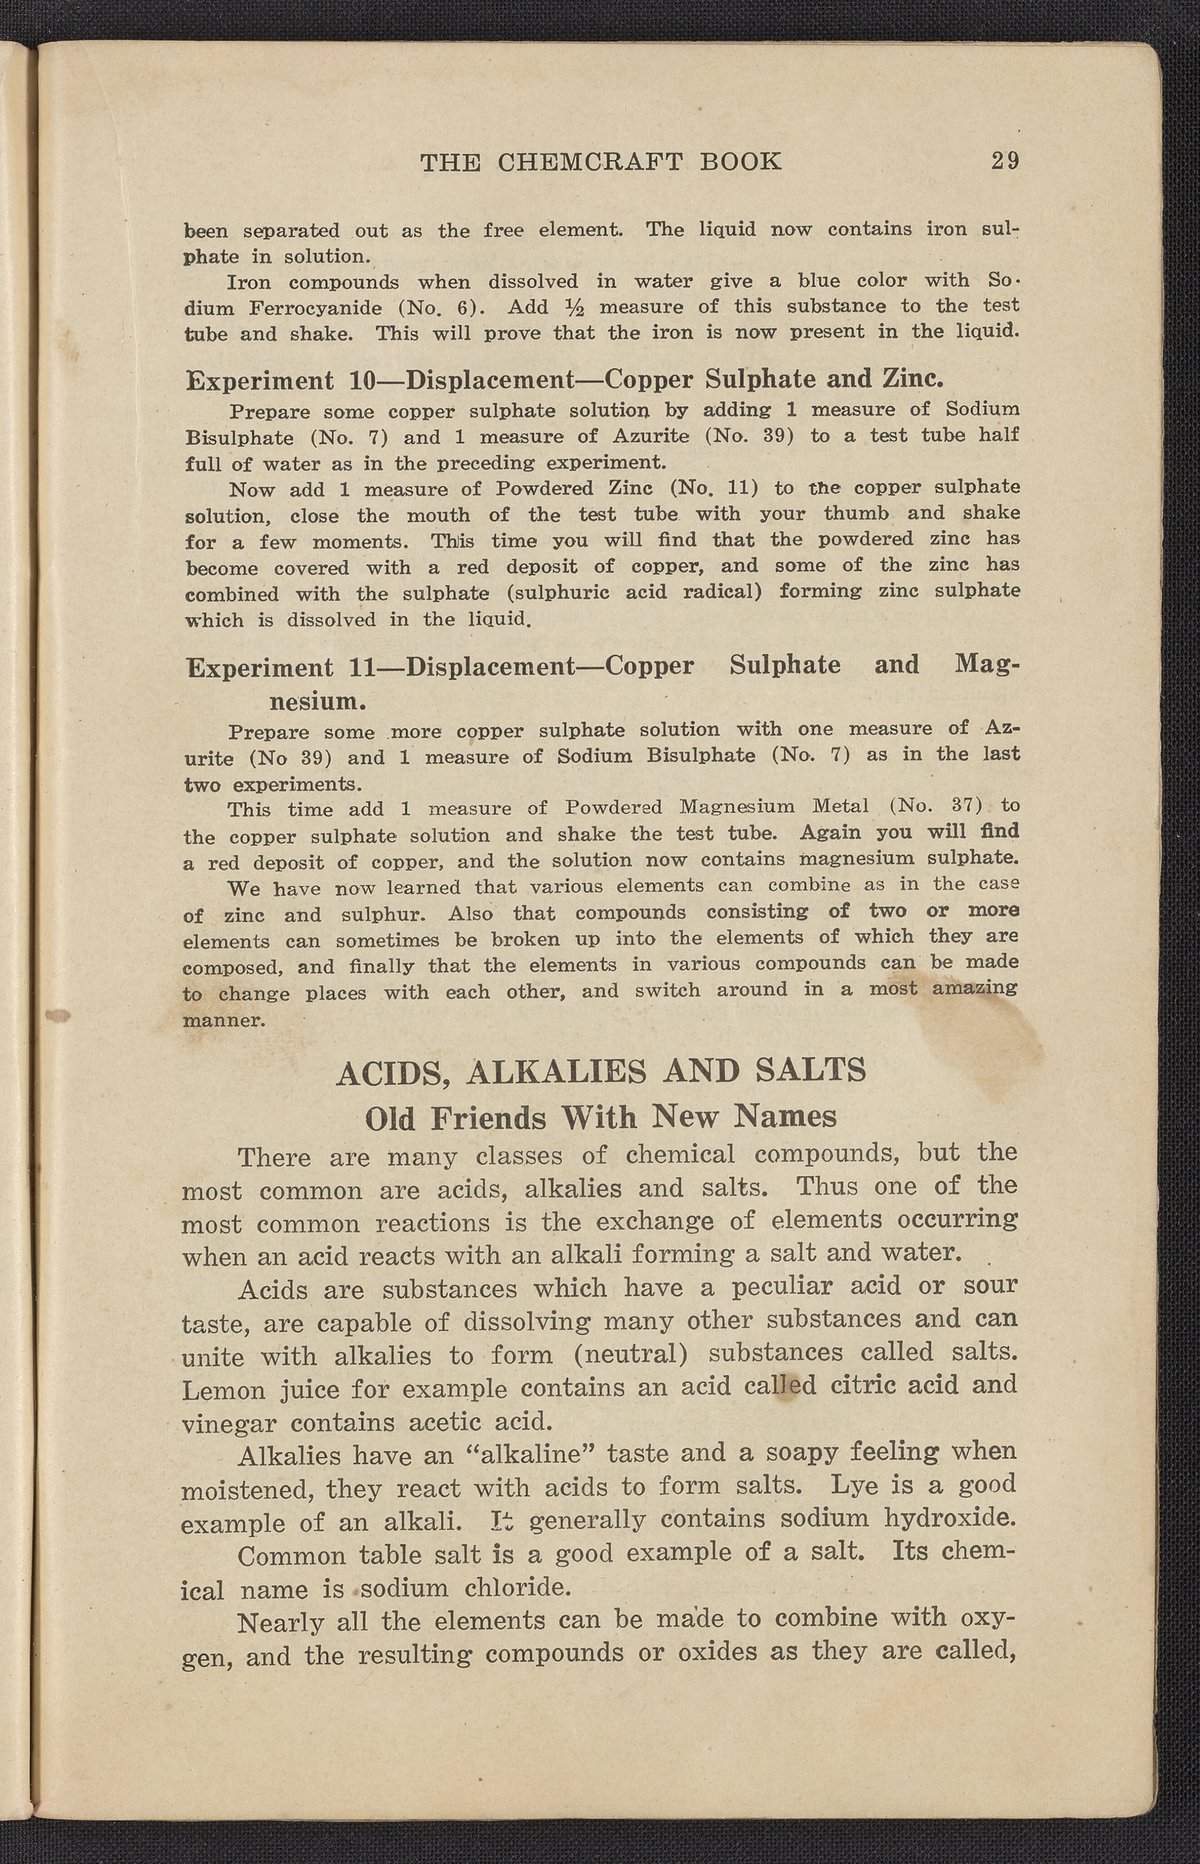 THE CHEMCRAFT BOOK 29
been separated out as the free element. The liquid now contains iron sul-
phate in solution.
Iron compounds when dissolved in water give a blue color with So-
dium Ferrocyanide (No. 6). Add ½ measure of this substance to the test
tube and shake. This will prove that the iron is now present in the liquid.
Experiment 10—Displacement—Copper Sulphate and Zinc.
Prepare some copper sulphate solution by adding 1 measure of Sodium
Bisulphate (No. 7) and 1 measure of Azurite (No. 39) to a test tube half
full of water as in the preceding experiment.
Now add 1 measure of Powdered Zinc (No. 11) to the copper sulphate
solution, close the mouth of the test tube with your thumb and shake
for a few moments. This time you will find that the powdered zinc has
become covered with a red deposit of copper, and some of the zinc has
combined with the sulphate (sulphuric acid radical) forming zinc sulphate
which is dissolved in the liquid.
Experiment 11—Displacement—Copper Sulphate and Mag-
nesium.
Prepare some more copper sulphate solution with one measure of Az-
urite (No 39) and 1 measure of Sodium Bisulphate (No. 7) as in the last
two experiments.
This time add 1 measure of Powdered Magnesium Metal (No. 37) to
the copper sulphate solution and shake the test tube. Again you will find
a red deposit of copper, and the solution now contains magnesium sulphate.
We have now learned that various elements can combine as in the case
of zinc and sulphur. Also that compounds consisting of two or more
elements can sometimes be broken up into the elements of which they are
composed, and finally that the elements in various compounds can be made
to change places with each other, and switch around in a most amazing
manner.
ACIDS, ALKALIES AND SALTS
Old Friends With New Names
There are many classes of chemical compounds, but the
most common are acids, alkalies and salts. Thus one of the
most common reactions is the exchange of elements occurring
when an acid reacts with an alkali forming a salt and water.
Acids are substances which have a peculiar acid or sour
taste, are capable of dissolving many other substances and can
unite with alkalies to form (neutral) substances called salts.
Lemon juice for example contains an acid called citric acid and
vinegar contains acetic acid.
Alkalies have an “alkaline” taste and a soapy feeling when
moistened, they react with acids to form salts. Lye is a good
example of an alkali. It generally contains sodium hydroxide.
Common table salt is a good example of a salt. Its chem-
ical name is sodium chloride.
Nearly all the elements can be made to combine with oxy-
gen, and the resulting compounds or oxides as they are called,